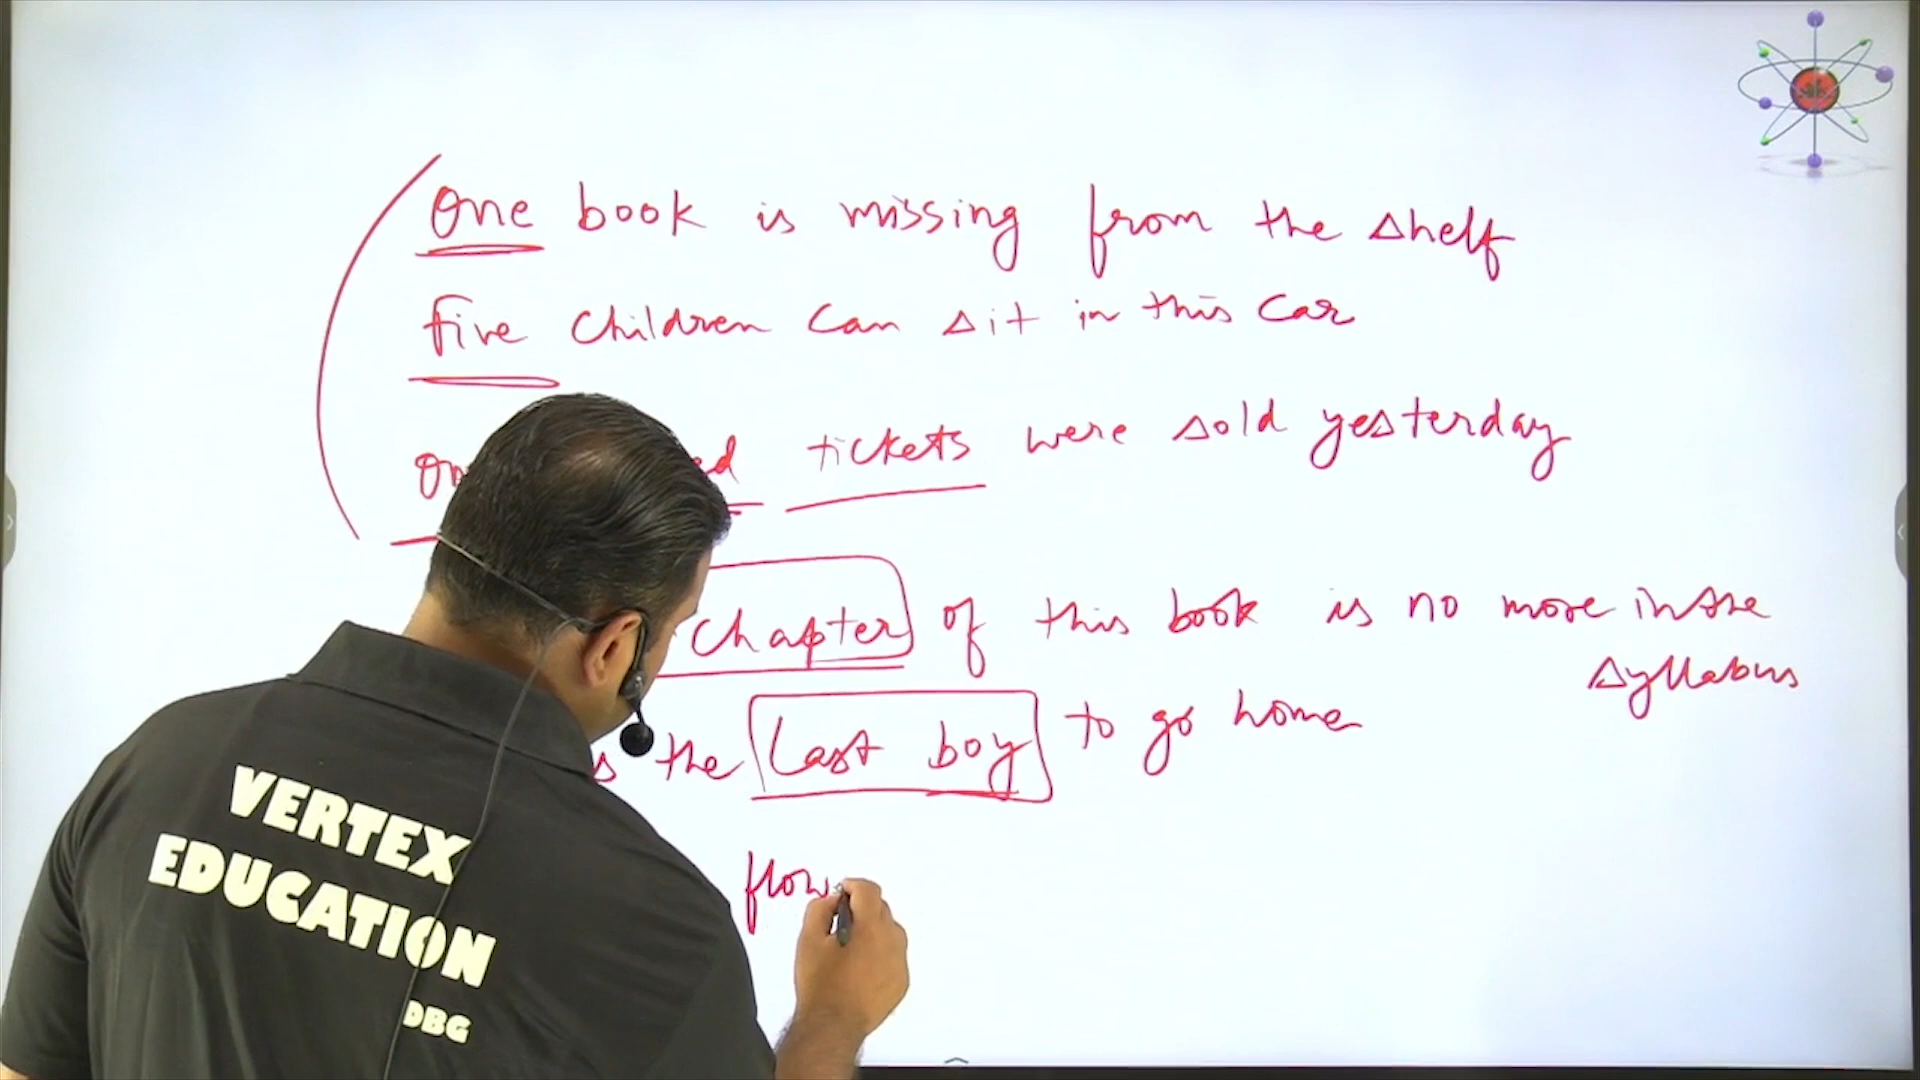 One book is missing from the shelf
five children can sit in this car
tickets were sold yesterday
chapter of this book is no more in the
syllabus
the last boy to go home
flow
VERTEX
EDUCATION
DBG